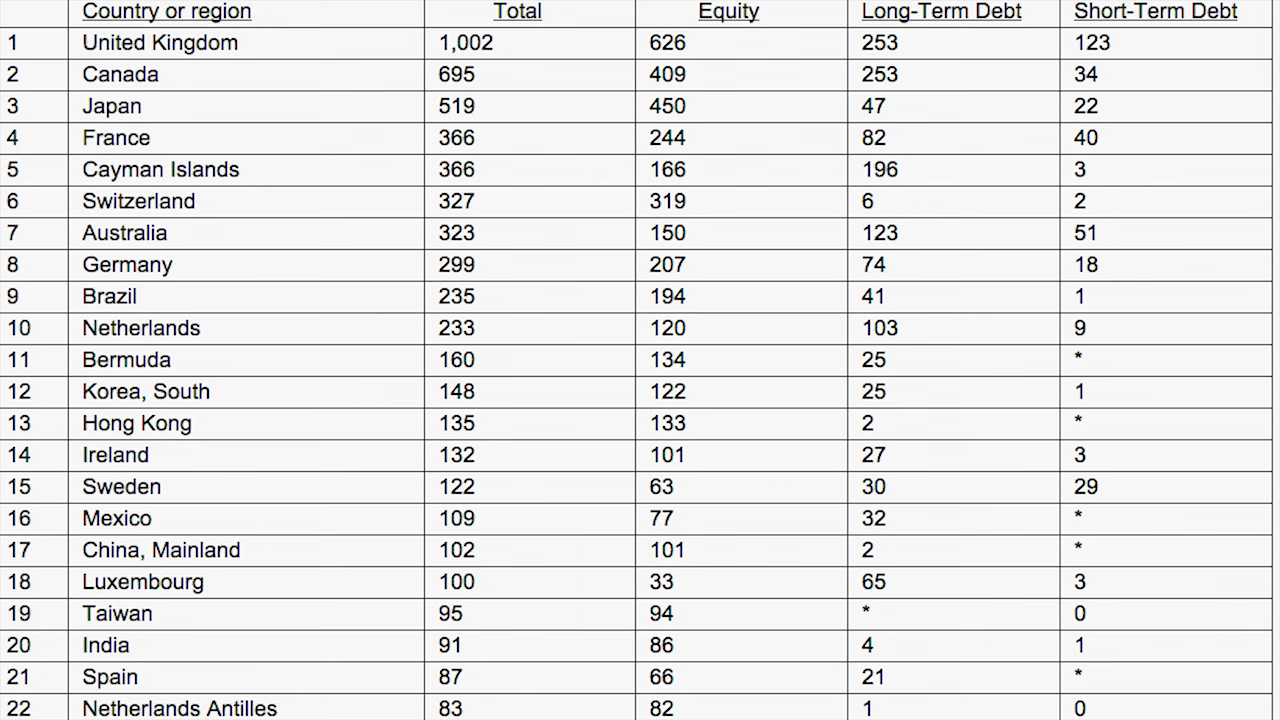 Country or region Total Equity Long-Term Debt Short-Term Debt
1 United Kingdom 1,002 626 253 123
2 Canada 695 409 253 34
3 Japan 519 450 47 22
4 France 366 244 82 40
5 Cayman Islands 366 166 196 3
6 Switzerland 327 319 6 2
7 Australia 323 150 123 51
8 Germany 299 207 74 18
9 Brazil 235 194 41 1
10 Netherlands 233 120 103 9
11 Bermuda 160 134 25 *
12 Korea, South 148 122 25 1
13 Hong Kong 135 133 2 *
14 Ireland 132 101 27 3
15 Sweden 122 63 30 29
16 Mexico 109 77 32 *
17 China, Mainland 102 101 2 *
18 Luxembourg 100 33 65 3
19 Taiwan 95 94 * 0
20 India 91 86 4 1
21 Spain 87 66 21 *
22 Netherlands Antilles 83 82 1 0